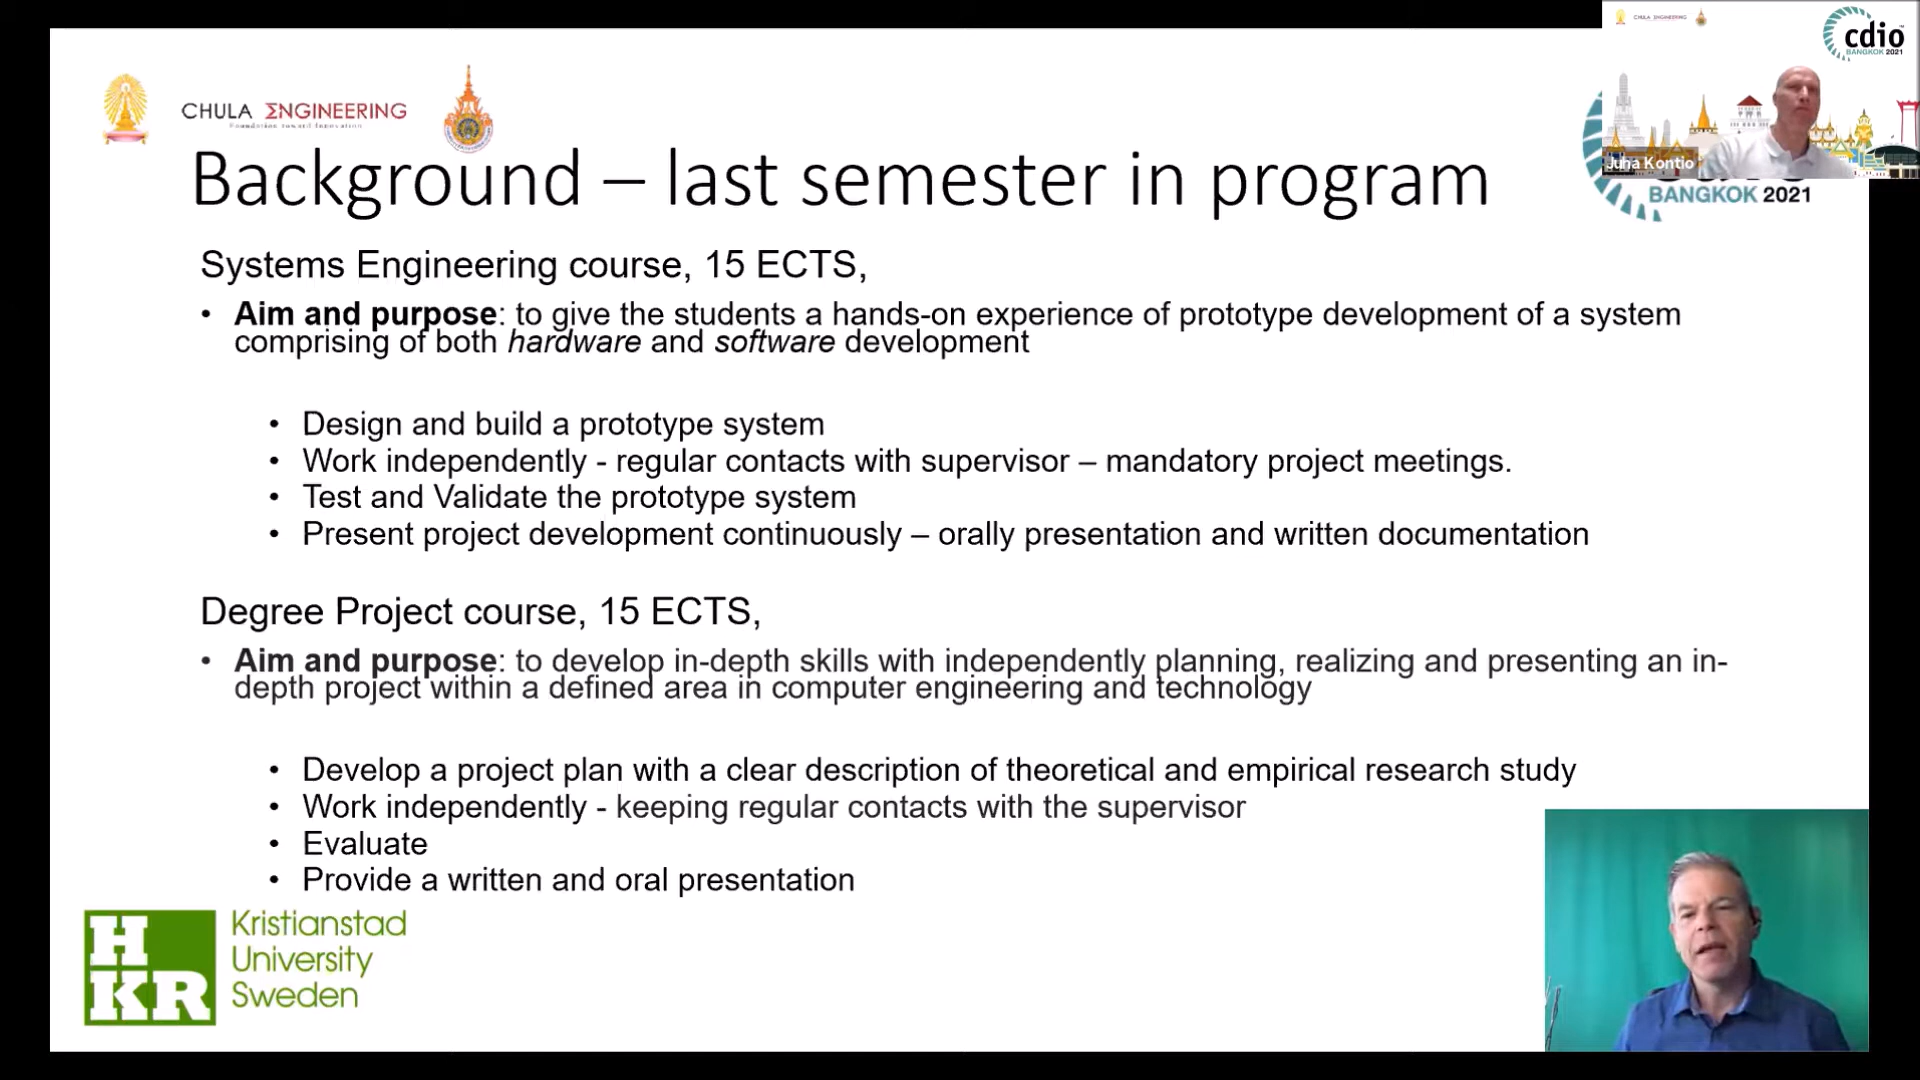 CHULA ΣNGINEERING
cdio
BANGKOK 2021
CHULA ΣNGINEERING
Foundation toward Innovation
Juha Kontio
Background – last semester in program
BANGKOK 2021
Systems Engineering course, 15 ECTS,
• Aim and purpose: to give the students a hands-on experience of prototype development of a system
comprising of both hardware and software development
• Design and build a prototype system
• Work independently - regular contacts with supervisor – mandatory project meetings.
• Test and Validate the prototype system
• Present project development continuously – orally presentation and written documentation
Degree Project course, 15 ECTS,
• Aim and purpose: to develop in-depth skills with independently planning, realizing and presenting an in-
depth project within a defined area in computer engineering and technology
• Develop a project plan with a clear description of theoretical and empirical research study
• Work independently - keeping regular contacts with the supervisor
• Evaluate
• Provide a written and oral presentation
HKR
Kristianstad
University
Sweden